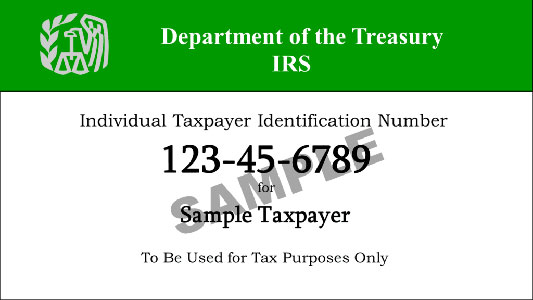 Department of the Treasury
IRS
Individual Taxpayer Identification Number
123-45-6789
for
SAMPLE
Sample Taxpayer
To Be Used for Tax Purposes Only